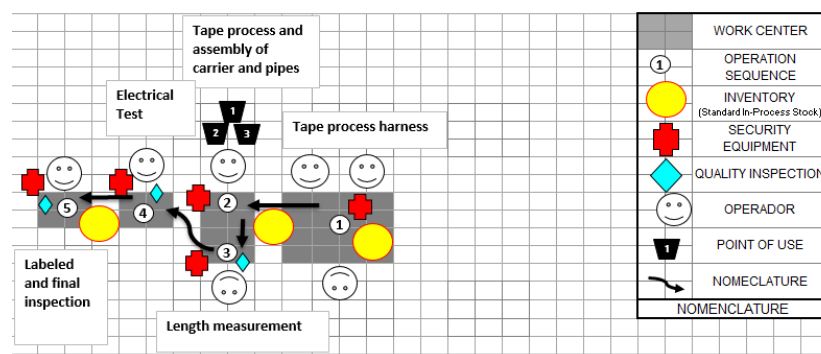 Tape process and
assembly of
carrier and pipes
Electrical
Test
1
2
3
Tape process harness
5
4
2
1
3
Labeled
and final
inspection
Length measurement
WORK CENTER
1
OPERATION
SEQUENCE
INVENTORY
(Standard In-Process Stook)
SECURITY
EQUIPMENT
QUALITY INSPECTION
OPERADOR
1
POINT OF USE
NOMECLATURE
NOMENCLATURE